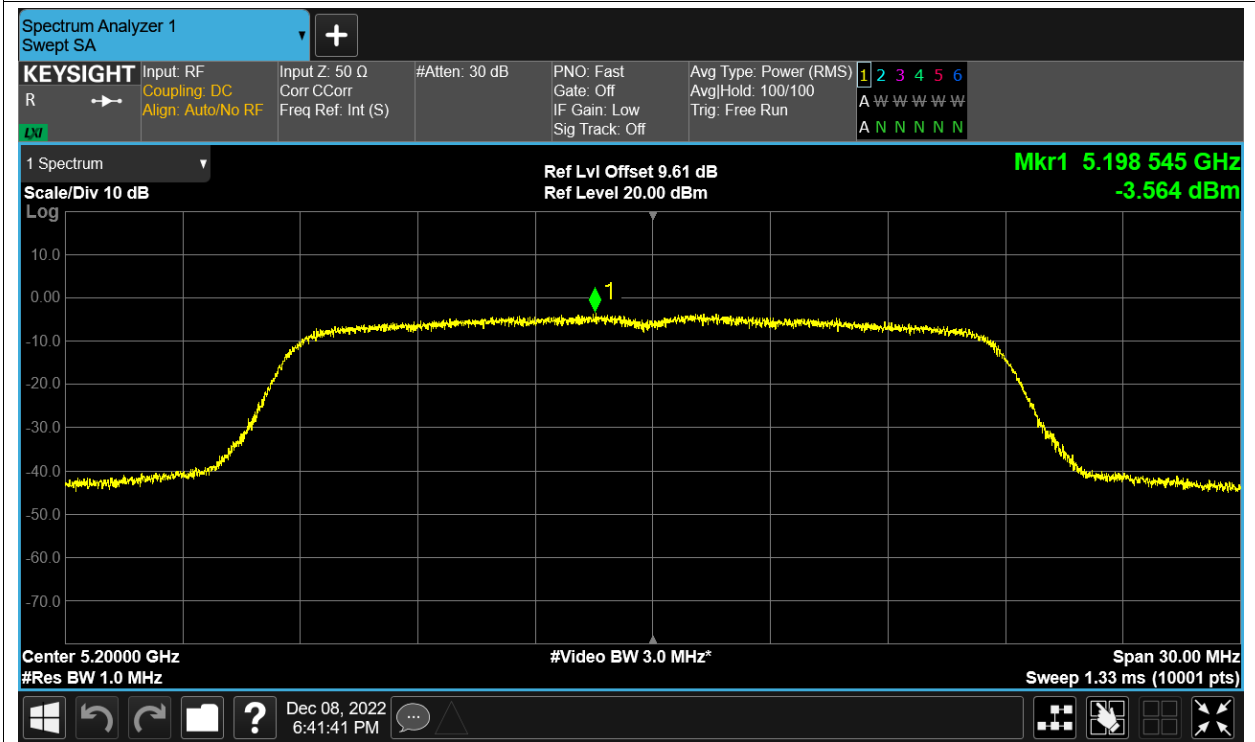 Spectrum Analyzer 1
Swept SA
+
KEYSIGHT
R
LXI
Input: RF
Coupling: DC
Align: Auto/No RF
Input Z: 50 Ω
Corr CCorr
Freq Ref: Int (S)
#Atten: 30 dB
PNO: Fast
Gate: Off
IF Gain: Low
Sig Track: Off
Avg Type: Power (RMS)
Avg|Hold: 100/100
Trig: Free Run
1 2 3 4 5 6
A W W W W W
A N N N N N
1 Spectrum
Scale/Div 10 dB
Log
Ref Lvl Offset 9.61 dB
Ref Level 20.00 dBm
Mkr1 5.198 545 GHz
-3.564 dBm
10.0
0.00
-10.0
-20.0
-30.0
-40.0
-50.0
-60.0
-70.0
1
Center 5.20000 GHz
#Res BW 1.0 MHz
#Video BW 3.0 MHz*
Span 30.00 MHz
Sweep 1.33 ms (10001 pts)
?
Dec 08, 2022
6:41:41 PM